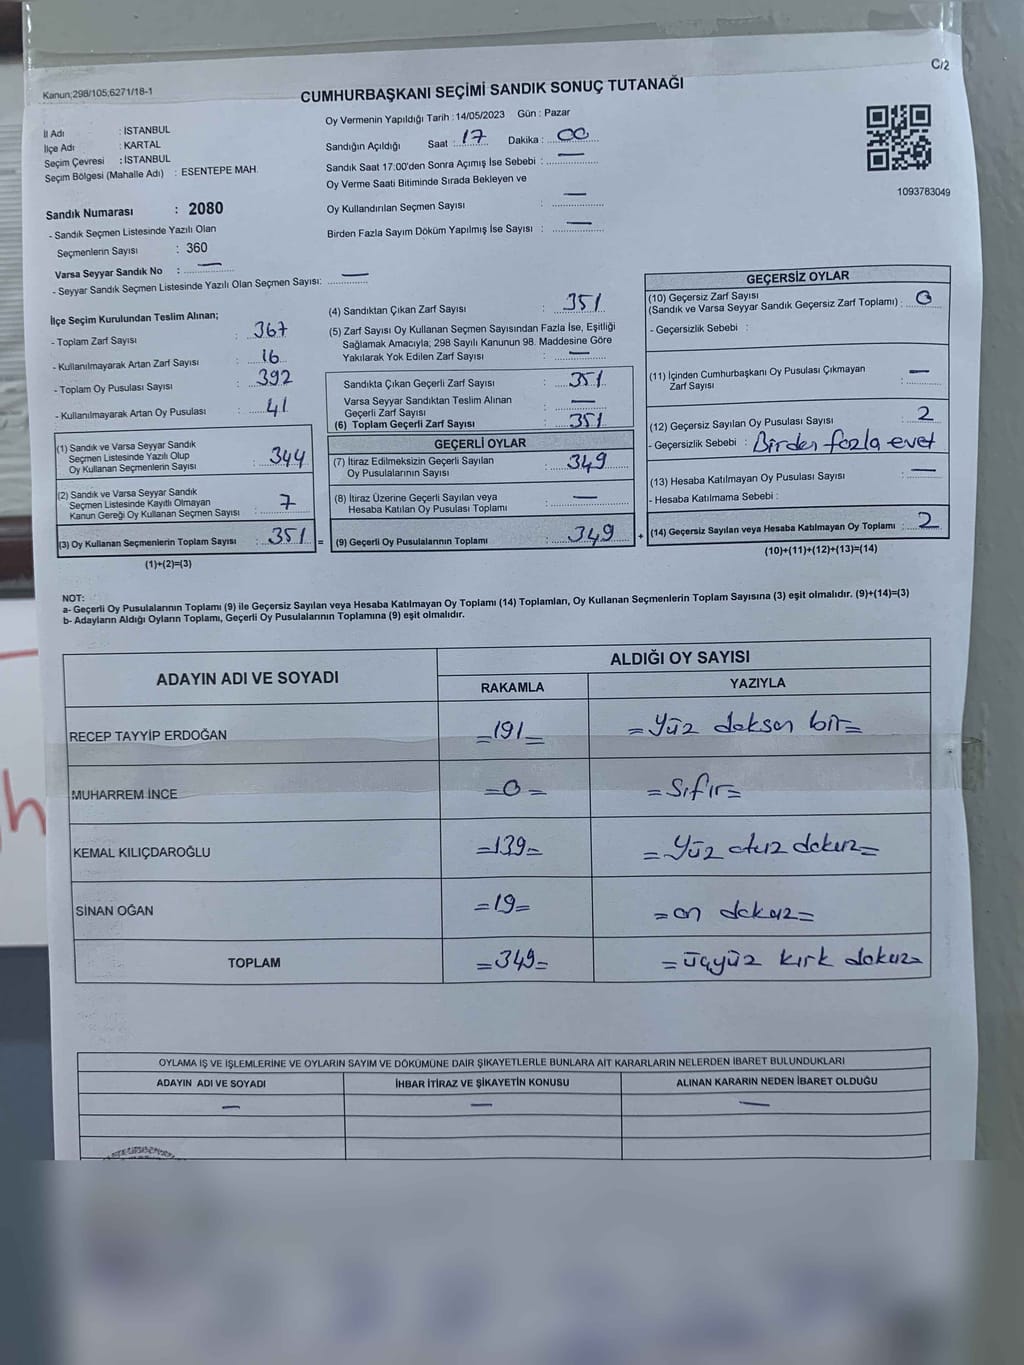 C/2
Kanun;298/105,6271/18-1
CUMHURBAŞKANI SEÇİMİ SANDIK SONUÇ TUTANAĞI
İl Adı : İSTANBUL
İlçe Adı : KARTAL
Seçim Çevresi : İSTANBUL
Seçim Bölgesi (Mahalle Adı) : ESENTEPE MAH.
Sandık Numarası : 2080
- Sandık Seçmen Listesinde Yazılı Olan
Seçmenlerin Sayısı : 360
Varsa Seyyar Sandık No : —
- Seyyar Sandık Seçmen Listesinde Yazılı Olan Seçmen Sayısı: —
Oy Vermenin Yapıldığı Tarih : 14/05/2023 Gün : Pazar
Sandığın Açıldığı Saat : 17 Dakika : 00
Sandık Saat 17:00'den Sonra Açımış İse Sebebi : —
Oy Verme Saati Bitiminde Sırada Bekleyen ve
Oy Kullandırılan Seçmen Sayısı : —
Birden Fazla Sayım Döküm Yapılmış İse Sayısı : —
1093763049
İlçe Seçim Kurulundan Teslim Alınan;
- Toplam Zarf Sayısı : 367
- Kullanılmayarak Artan Zarf Sayısı : 16
- Toplam Oy Pusulası Sayısı : 392
- Kullanılmayarak Artan Oy Pusulası : 41
(1) Sandık ve Varsa Seyyar Sandık
Seçmen Listesinde Yazılı Olup
Oy Kullanan Seçmenlerin Sayısı : 344
(2) Sandık ve Varsa Seyyar Sandık
Seçmen Listesinde Kayıtlı Olmayan
Kanun Gereği Oy Kullanan Seçmen Sayısı : 7
(3) Oy Kullanan Seçmenlerin Toplam Sayısı : 351 =
(1)+(2)=(3)
(4) Sandıktan Çıkan Zarf Sayısı : 351
(5) Zarf Sayısı Oy Kullanan Seçmen Sayısından Fazla İse, Eşitliği
Sağlamak Amacıyla; 298 Sayılı Kanunun 98. Maddesine Göre
Yakılarak Yok Edilen Zarf Sayısı : —
Sandıkta Çıkan Geçerli Zarf Sayısı : 351
Varsa Seyyar Sandıktan Teslim Alınan
Geçerli Zarf Sayısı : —
(6) Toplam Geçerli Zarf Sayısı : 351
GEÇERLİ OYLAR
(7) İtiraz Edilmeksizin Geçerli Sayılan
Oy Pusulalarının Sayısı : 349
(8) İtiraz Üzerine Geçerli Sayılan veya
Hesaba Katılan Oy Pusulası Toplamı : —
(9) Geçerli Oy Pusulalarının Toplamı : 349 +
GEÇERSİZ OYLAR
(10) Geçersiz Zarf Sayısı
(Sandık ve Varsa Seyyar Sandık Geçersiz Zarf Toplamı) : 0
- Geçersizlik Sebebi :
(11) İçinden Cumhurbaşkanı Oy Pusulası Çıkmayan
Zarf Sayısı : —
(12) Geçersiz Sayılan Oy Pusulası Sayısı : 2
- Geçersizlik Sebebi : Birden fazla evet
(13) Hesaba Katılmayan Oy Pusulası Sayısı : —
- Hesaba Katılmama Sebebi :
(14) Geçersiz Sayılan veya Hesaba Katılmayan Oy Toplamı : 2
(10)+(11)+(12)+(13)=(14)
NOT:
a- Geçerli Oy Pusulalarının Toplamı (9) ile Geçersiz Sayılan veya Hesaba Katılmayan Oy Toplamı (14) Toplamları, Oy Kullanan Seçmenlerin Toplam Sayısına (3) eşit olmalıdır. (9)+(14)=(3)
b- Adayların Aldığı Oyların Toplamı, Geçerli Oy Pusulalarının Toplamına (9) eşit olmalıdır.
ADAYIN ADI VE SOYADI ALDIĞI OY SAYISI
RAKAMLA YAZIYLA
RECEP TAYYİP ERDOĞAN =191= =Yüz doksan bir=
MUHARREM İNCE =0= =Sıfır=
KEMAL KILIÇDAROĞLU =139= =Yüz otuz dokuz=
SİNAN OĞAN =19= =on dokuz=
TOPLAM =349= =üçyüz kırk dokuz=
OYLAMA İŞ VE İŞLEMLERİNE VE OYLARIN SAYIM VE DÖKÜMÜNE DAİR ŞİKAYETLERLE BUNLARA AİT KARARLARIN NELERDEN İBARET BULUNDUKLARI
ADAYIN ADI VE SOYADI İHBAR İTİRAZ VE ŞİKAYETİN KONUSU ALINAN KARARIN NEDEN İBARET OLDUĞU
— — —